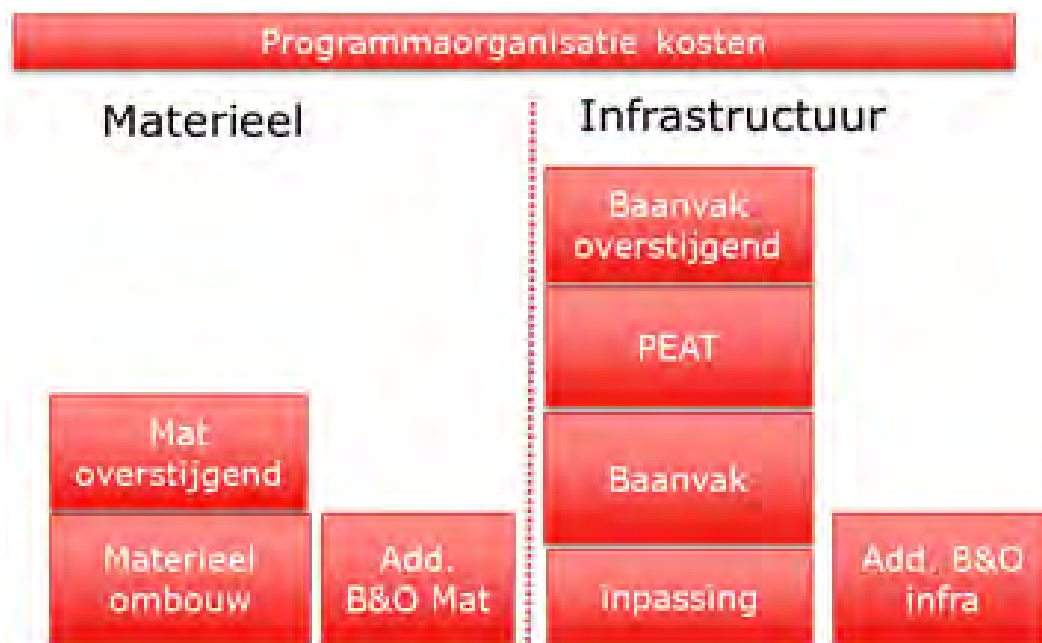 Programmaorganisatie kosten
Materieel
Infrastructuur
Mat
overstijgend
Materieel
ombouw
Add.
B&O Mat
Baanvak
overstijgend
PEAT
Baanvak
inpassing
Add. B&O
infra